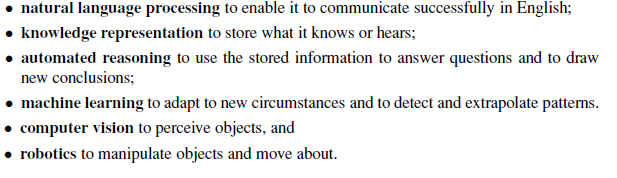 • natural language processing to enable it to communicate successfully in English;
• knowledge representation to store what it knows or hears;
• automated reasoning to use the stored information to answer questions and to draw
new conclusions;
• machine learning to adapt to new circumstances and to detect and extrapolate patterns.
• computer vision to perceive objects, and
• robotics to manipulate objects and move about.